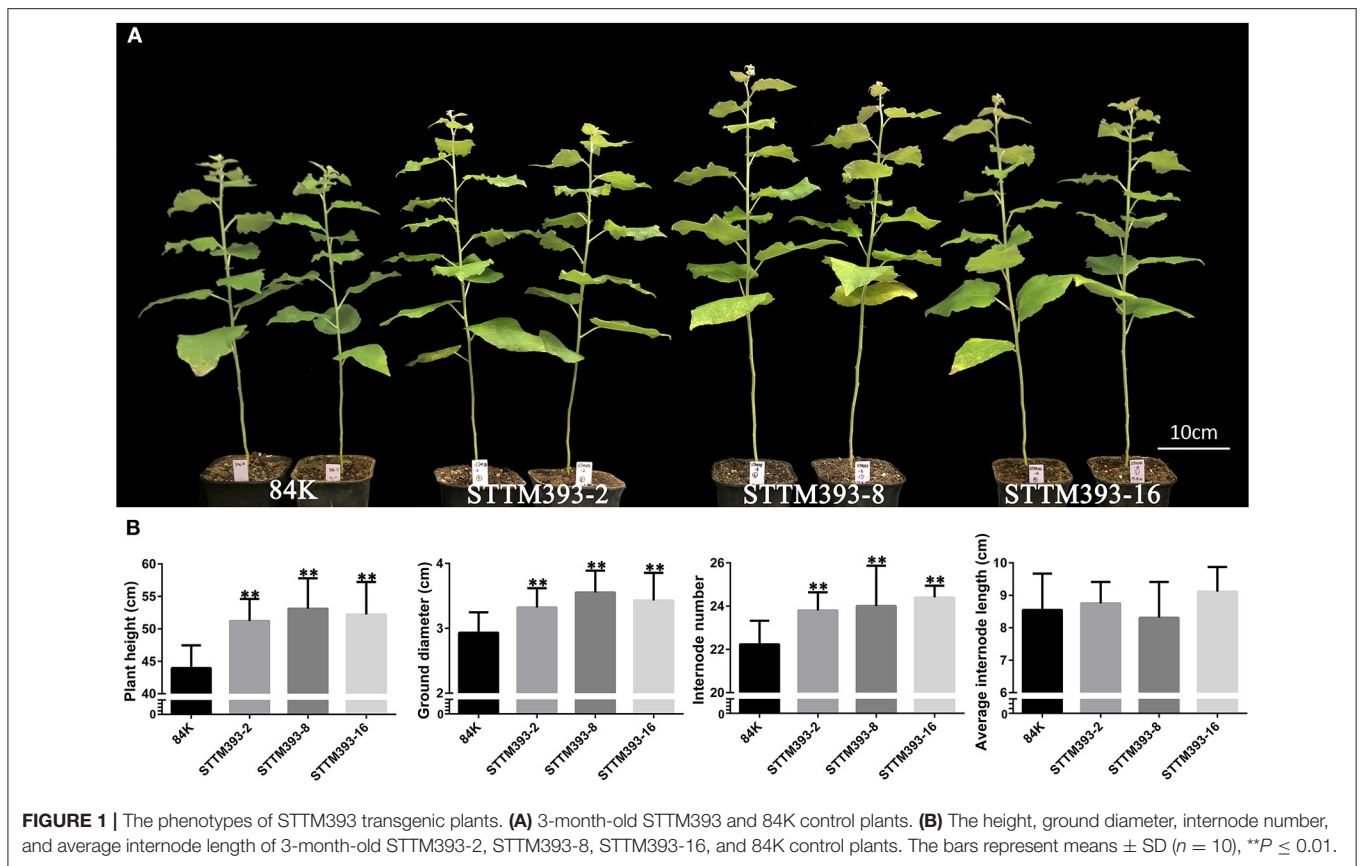 A
84K
STTM393-2
STTM393-8
STTM393-16
10cm
B
Plant height (cm)
60
55
50
45
40
0
**
**
**
84K
STTM393-2
STTM393-8
STTM393-16
Ground diameter (cm)
4
3
2
0
**
**
**
84K
STTM393-2
STTM393-8
STTM393-16
Internode number
26
24
22
20
0
**
**
**
84K
STTM393-2
STTM393-8
STTM393-16
Average internode length (cm)
10
9
8
7
6
0
84K
STTM393-2
STTM393-8
STTM393-16
FIGURE 1 | The phenotypes of STTM393 transgenic plants. (A) 3-month-old STTM393 and 84K control plants. (B) The height, ground diameter, internode number,
and average internode length of 3-month-old STTM393-2, STTM393-8, STTM393-16, and 84K control plants. The bars represent means ± SD (n = 10), **P ≤ 0.01.